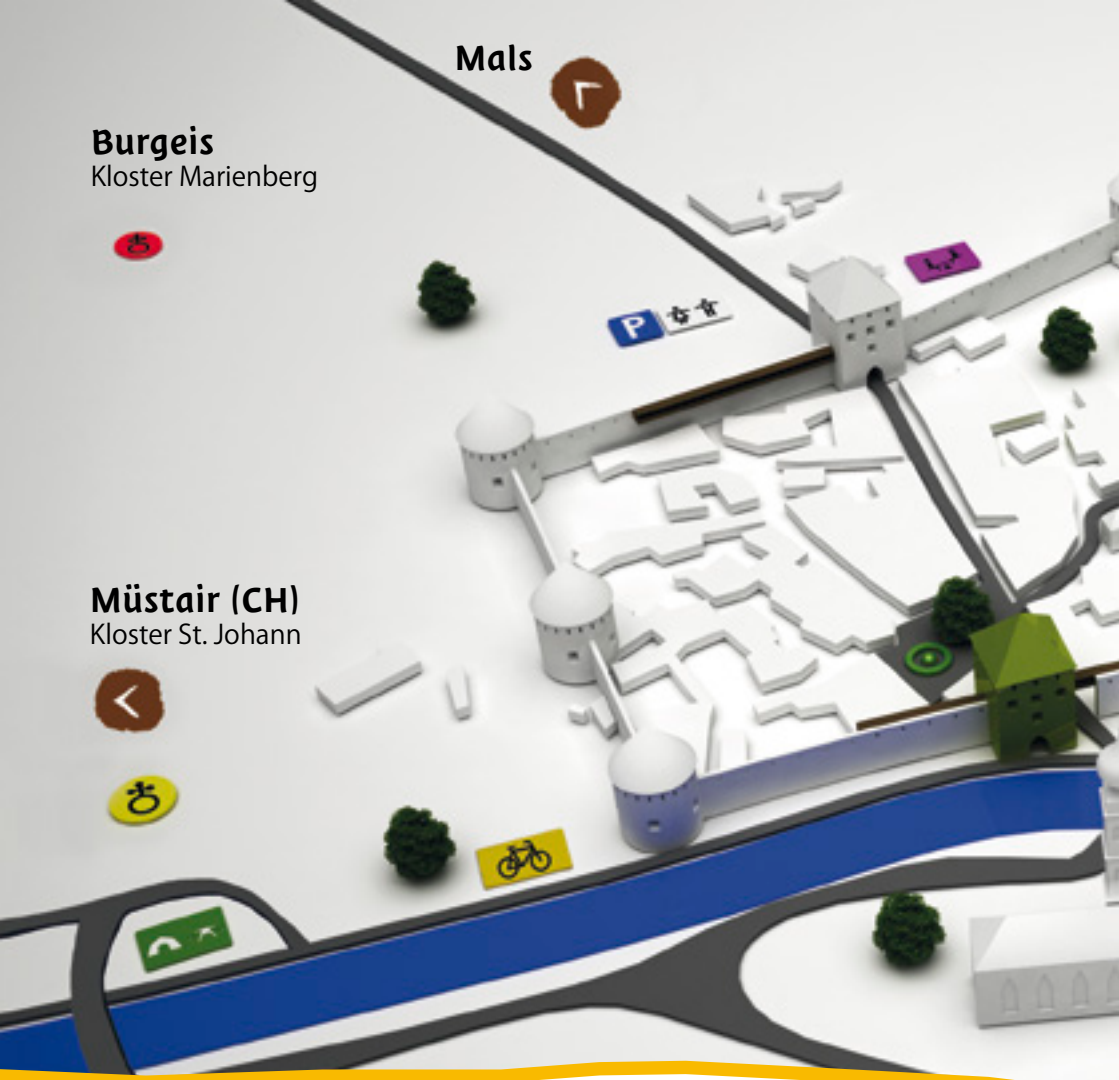 Mals
Burgeis
Kloster Marienberg
P
Müstair (CH)
Kloster St. Johann